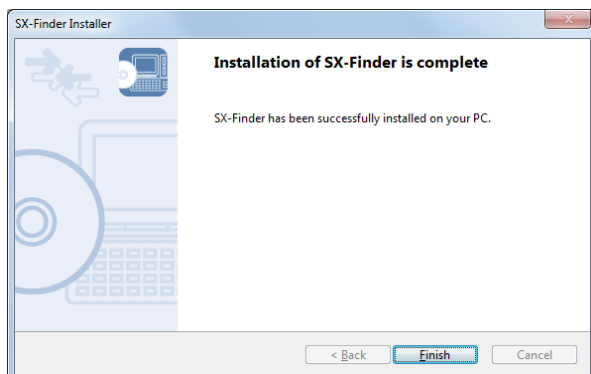 SX-Finder Installer
Installation of SX-Finder is complete
SX-Finder has been successfully installed on your PC.
< Back
Finish
Cancel